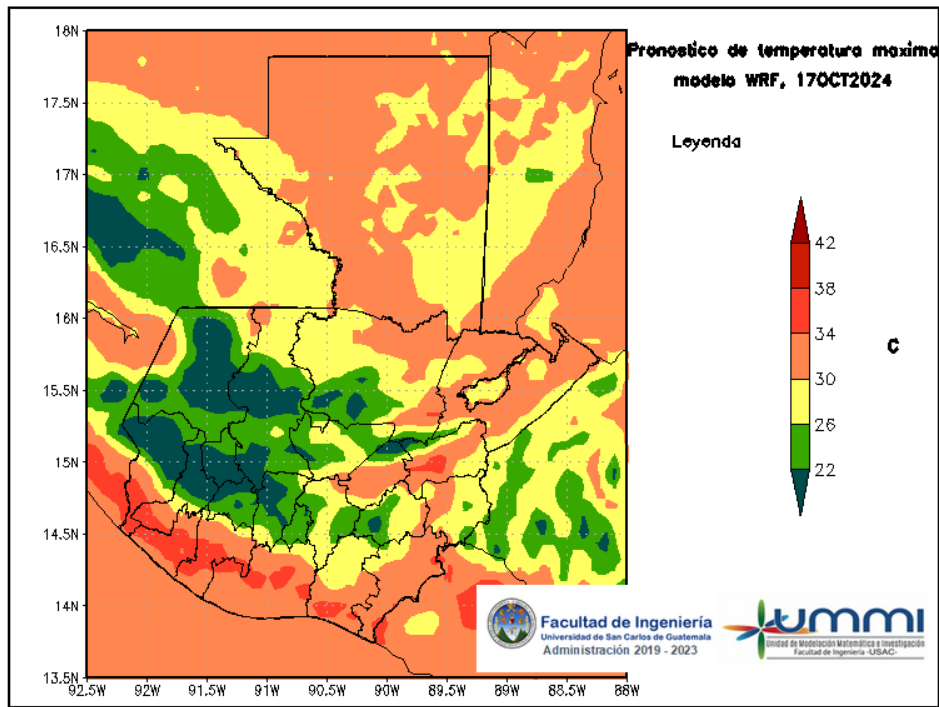 Pronostico de temperatura maxima
modelo WRF, 17OCT2024
Leyenda
42
38
34
30
26
22
C
18N
17.5N
17N
16.5N
16N
15.5N
15N
14.5N
14N
13.5N
92.5W
92W
91.5W
91W
90.5W
90W
89.5W
89W
88.5W
88W
Facultad de Ingeniería
Universidad de San Carlos de Guatemala
Administración 2019 - 2023
ummi
Unidad de Modelación Matemática e Investigación
Facultad de Ingeniería -USAC-